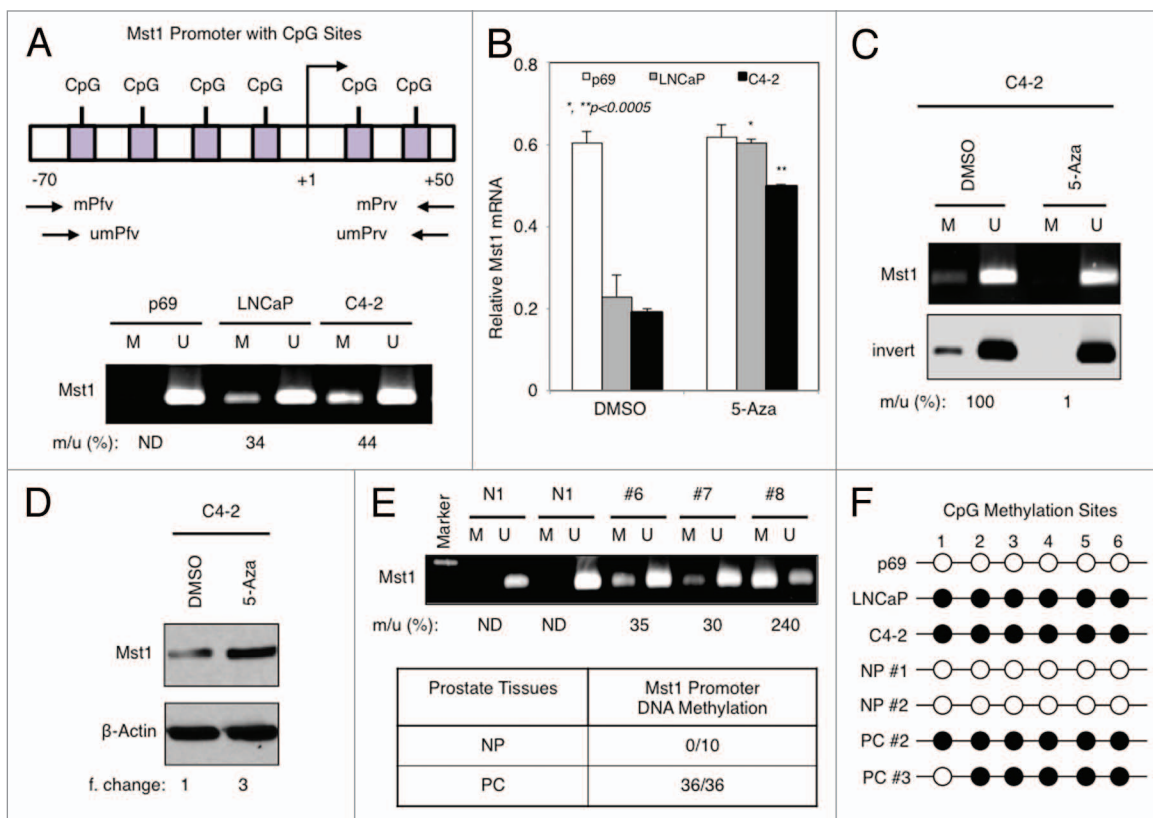 A
Mst1 Promoter with CpG Sites
CpG CpG CpG CpG CpG CpG
-70 +1 +50
mPfv mPrv
umPfv umPrv
p69 LNCaP C4-2
M U M U M U
Mst1
m/u (%): ND 34 44
B
0.8
0.6
0.4
0.2
0
Relative Mst1 mRNA
p69 LNCaP C4-2
*, **p<0.0005
*
**
DMSO 5-Aza
C
C4-2
DMSO 5-Aza
M U M U
Mst1
invert
m/u (%): 100 1
D
C4-2
DMSO 5-Aza
Mst1
β-Actin
f. change: 1 3
E
Marker
N1 N1 #6 #7 #8
M U M U M U M U M U
Mst1
m/u (%): ND ND 35 30 240
Prostate Tissues Mst1 Promoter
DNA Methylation
NP 0/10
PC 36/36
F
CpG Methylation Sites
1 2 3 4 5 6
p69
LNCaP
C4-2
NP #1
NP #2
PC #2
PC #3